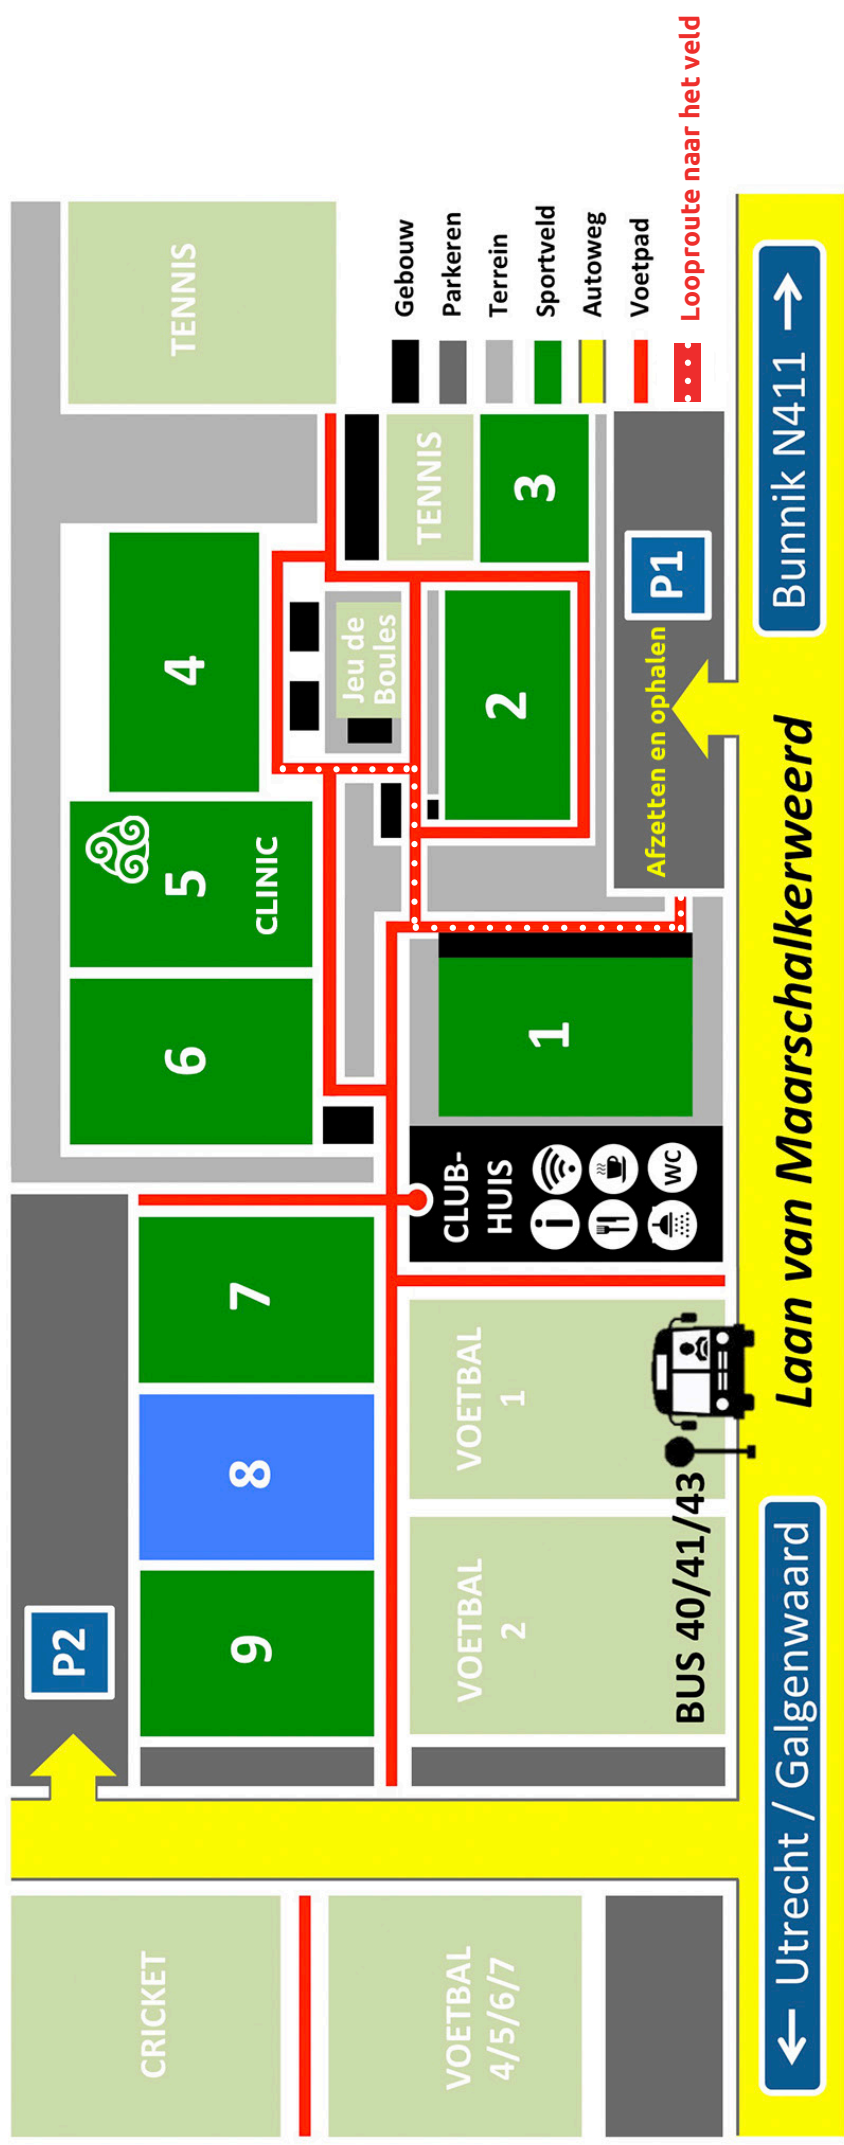 CRICKET
VOETBAL
4/5/6/7
P2
9
8
7
6
5
CLINIC
4
TENNIS
VOETBAL
2
VOETBAL
1
BUS 40/41/43
CLUB-
HUIS
i
WC
1
2
3
Jeu de
Boules
TENNIS
Afzetten en ophalen
P1
Gebouw
Parkeren
Terrein
Sportveld
Autoweg
Voetpad
Looproute naar het veld
← Utrecht / Galgenwaard
Laan van Maarschalkerweerd
Bunnik N411 →